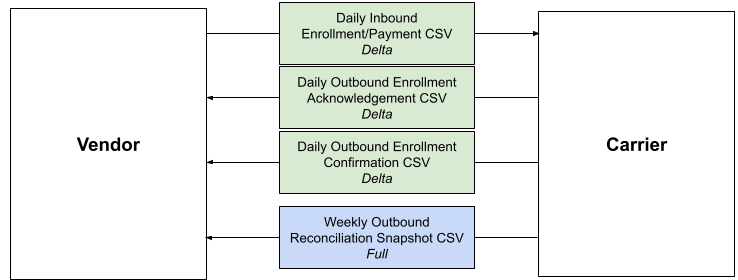 Vendor
Daily Inbound
Enrollment/Payment CSV
Delta
Daily Outbound Enrollment
Acknowledgement CSV
Delta
Daily Outbound Enrollment
Confirmation CSV
Delta
Weekly Outbound
Reconciliation Snapshot CSV
Full
Carrier